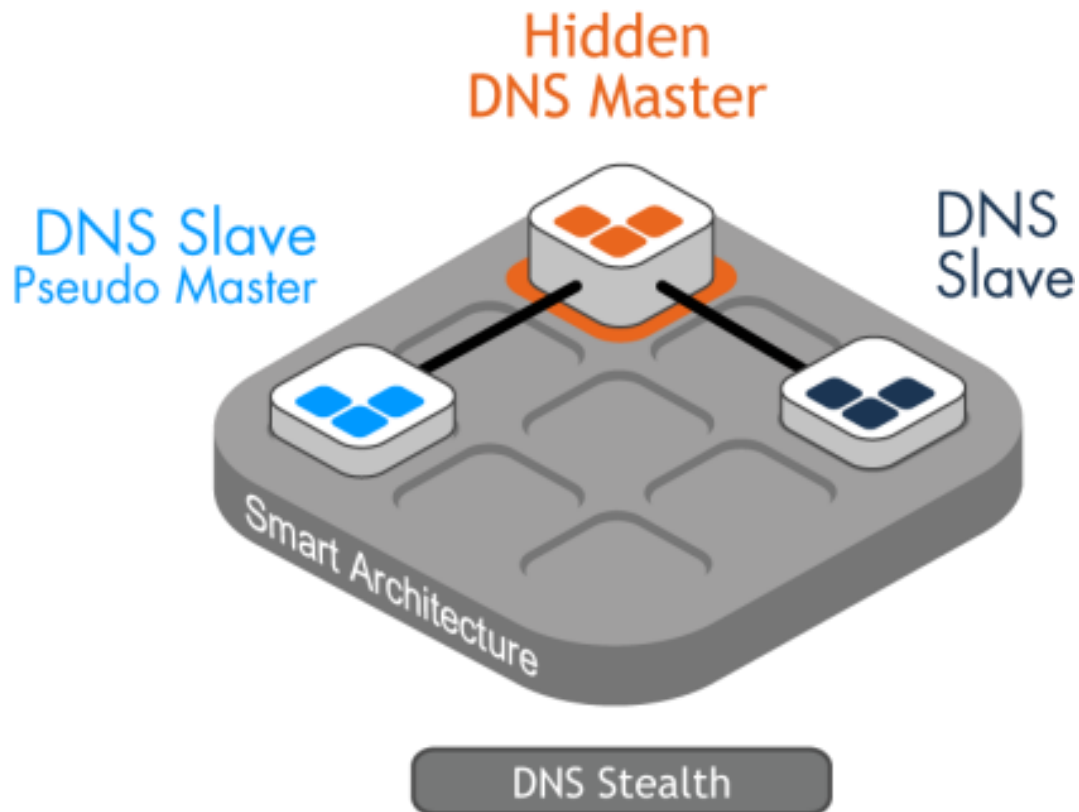 Hidden
DNS Master
DNS Slave
Pseudo Master
DNS
Slave
Smart Architecture
DNS Stealth